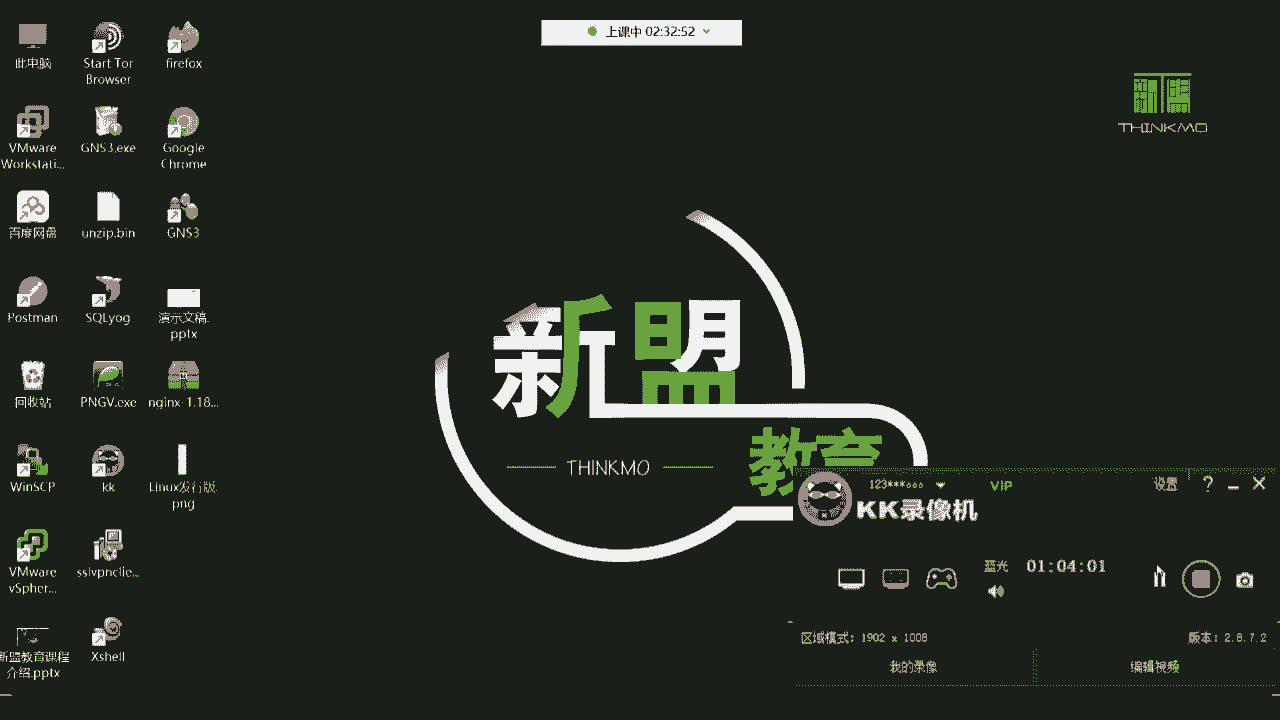 上课中 02:32:52
此电脑
Start Tor
Browser
firefox
THINKMO
VMware
Workstati...
GNS3.exe
Google
Chrome
百度网盘
unzip.bin
GNS3
Postman
SQLyog
演示文稿.
pptx
新盟
教育
THINKMO
回收站
PNGV.exe
nginx-1.18...
WinSCP
kk
Linux发行版.
png
VMware
vSpher...
sslvpnclie...
新盟教育课程
介绍.pptx
Xshell
123***ooo
VIP
设置
KK录像机
蓝光
01:04:01
区域模式: 1902 x 1008
版本: 2.8.7.2
我的录像
编辑视频